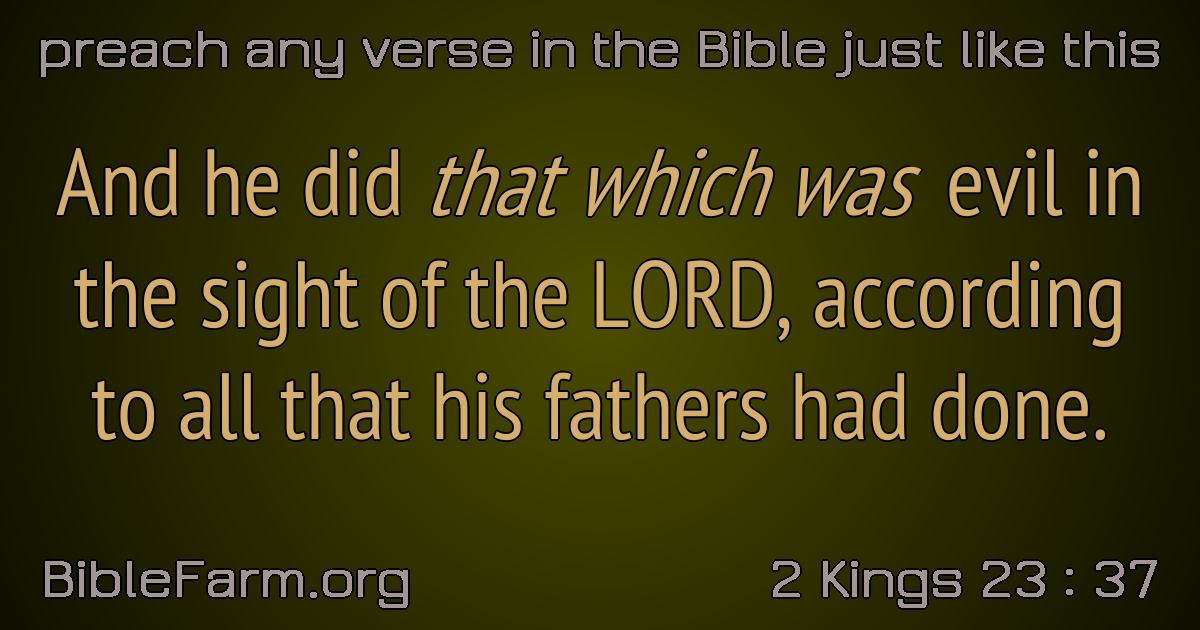 preach any verse in the Bible just like this
And he did that which was evil in
the sight of the LORD, according
to all that his fathers had done.
BibleFarm.org
2 Kings 23 : 37